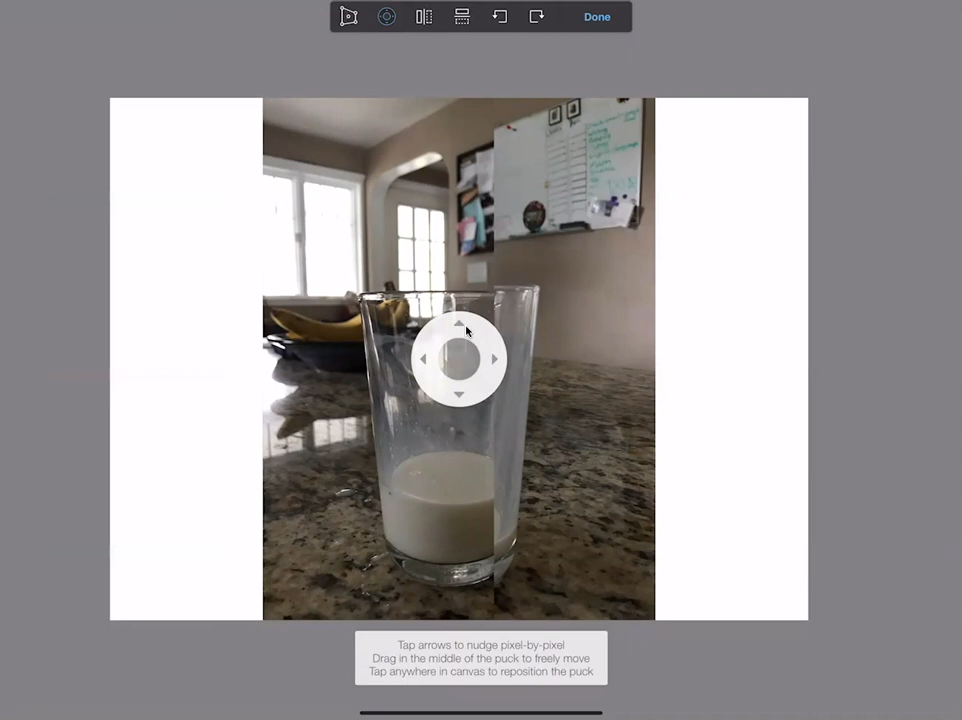 Done
Tap arrows to nudge pixel-by-pixel
Drag in the middle of the puck to freely move
Tap anywhere in canvas to reposition the puck